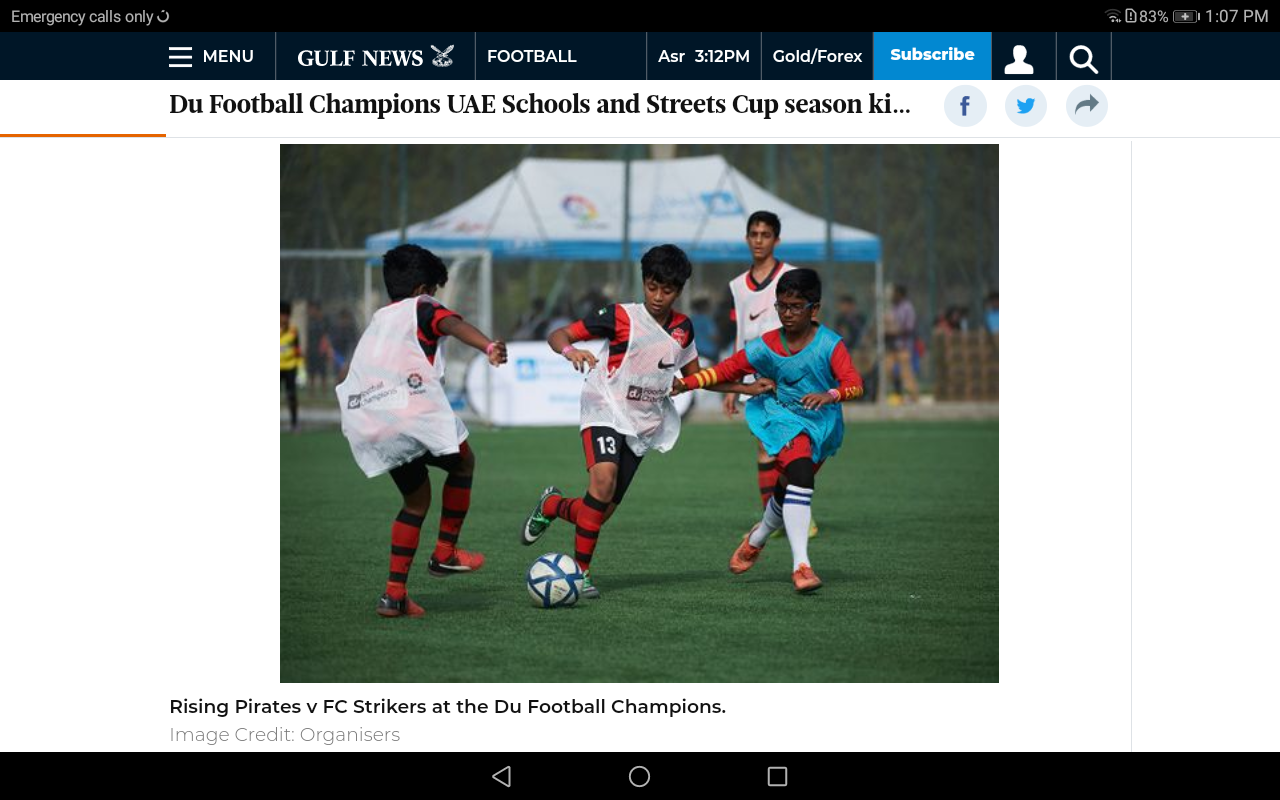 Emergency calls only
83% 1:07 PM
MENU
GULF NEWS
FOOTBALL
Asr 3:12PM
Gold/Forex
Subscribe
Du Football Champions UAE Schools and Streets Cup season ki...
du Football Champions
du Football
13
Rising Pirates v FC Strikers at the Du Football Champions.
Image Credit: Organisers